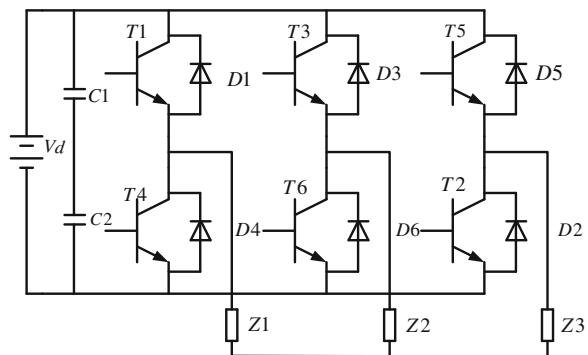 T1 T3 T5
D1 D3 D5
C1
Vd
C2
T4 T6 T2
D4 D6 D2
Z1 Z2 Z3